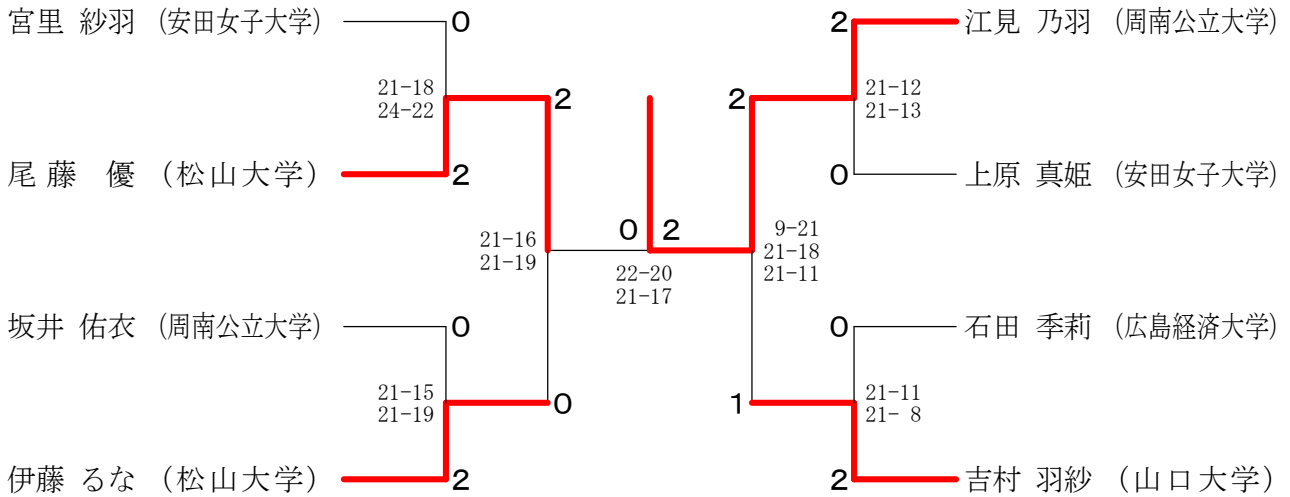 宮里 紗羽 (安田女子大学) 0
2 江見 乃羽 (周南公立大学)
21-18
24-22
2
2
21-12
21-13
尾藤 優 (松山大学) 2
0 上原 真姫 (安田女子大学)
21-16
21-19
0 2
22-20
21-17
9-21
21-18
21-11
坂井 佑衣 (周南公立大学) 0
0 石田 季莉 (広島経済大学)
21-15
21-19
0
1
21-11
21- 8
伊藤 るな (松山大学) 2
2 吉村 羽紗 (山口大学)